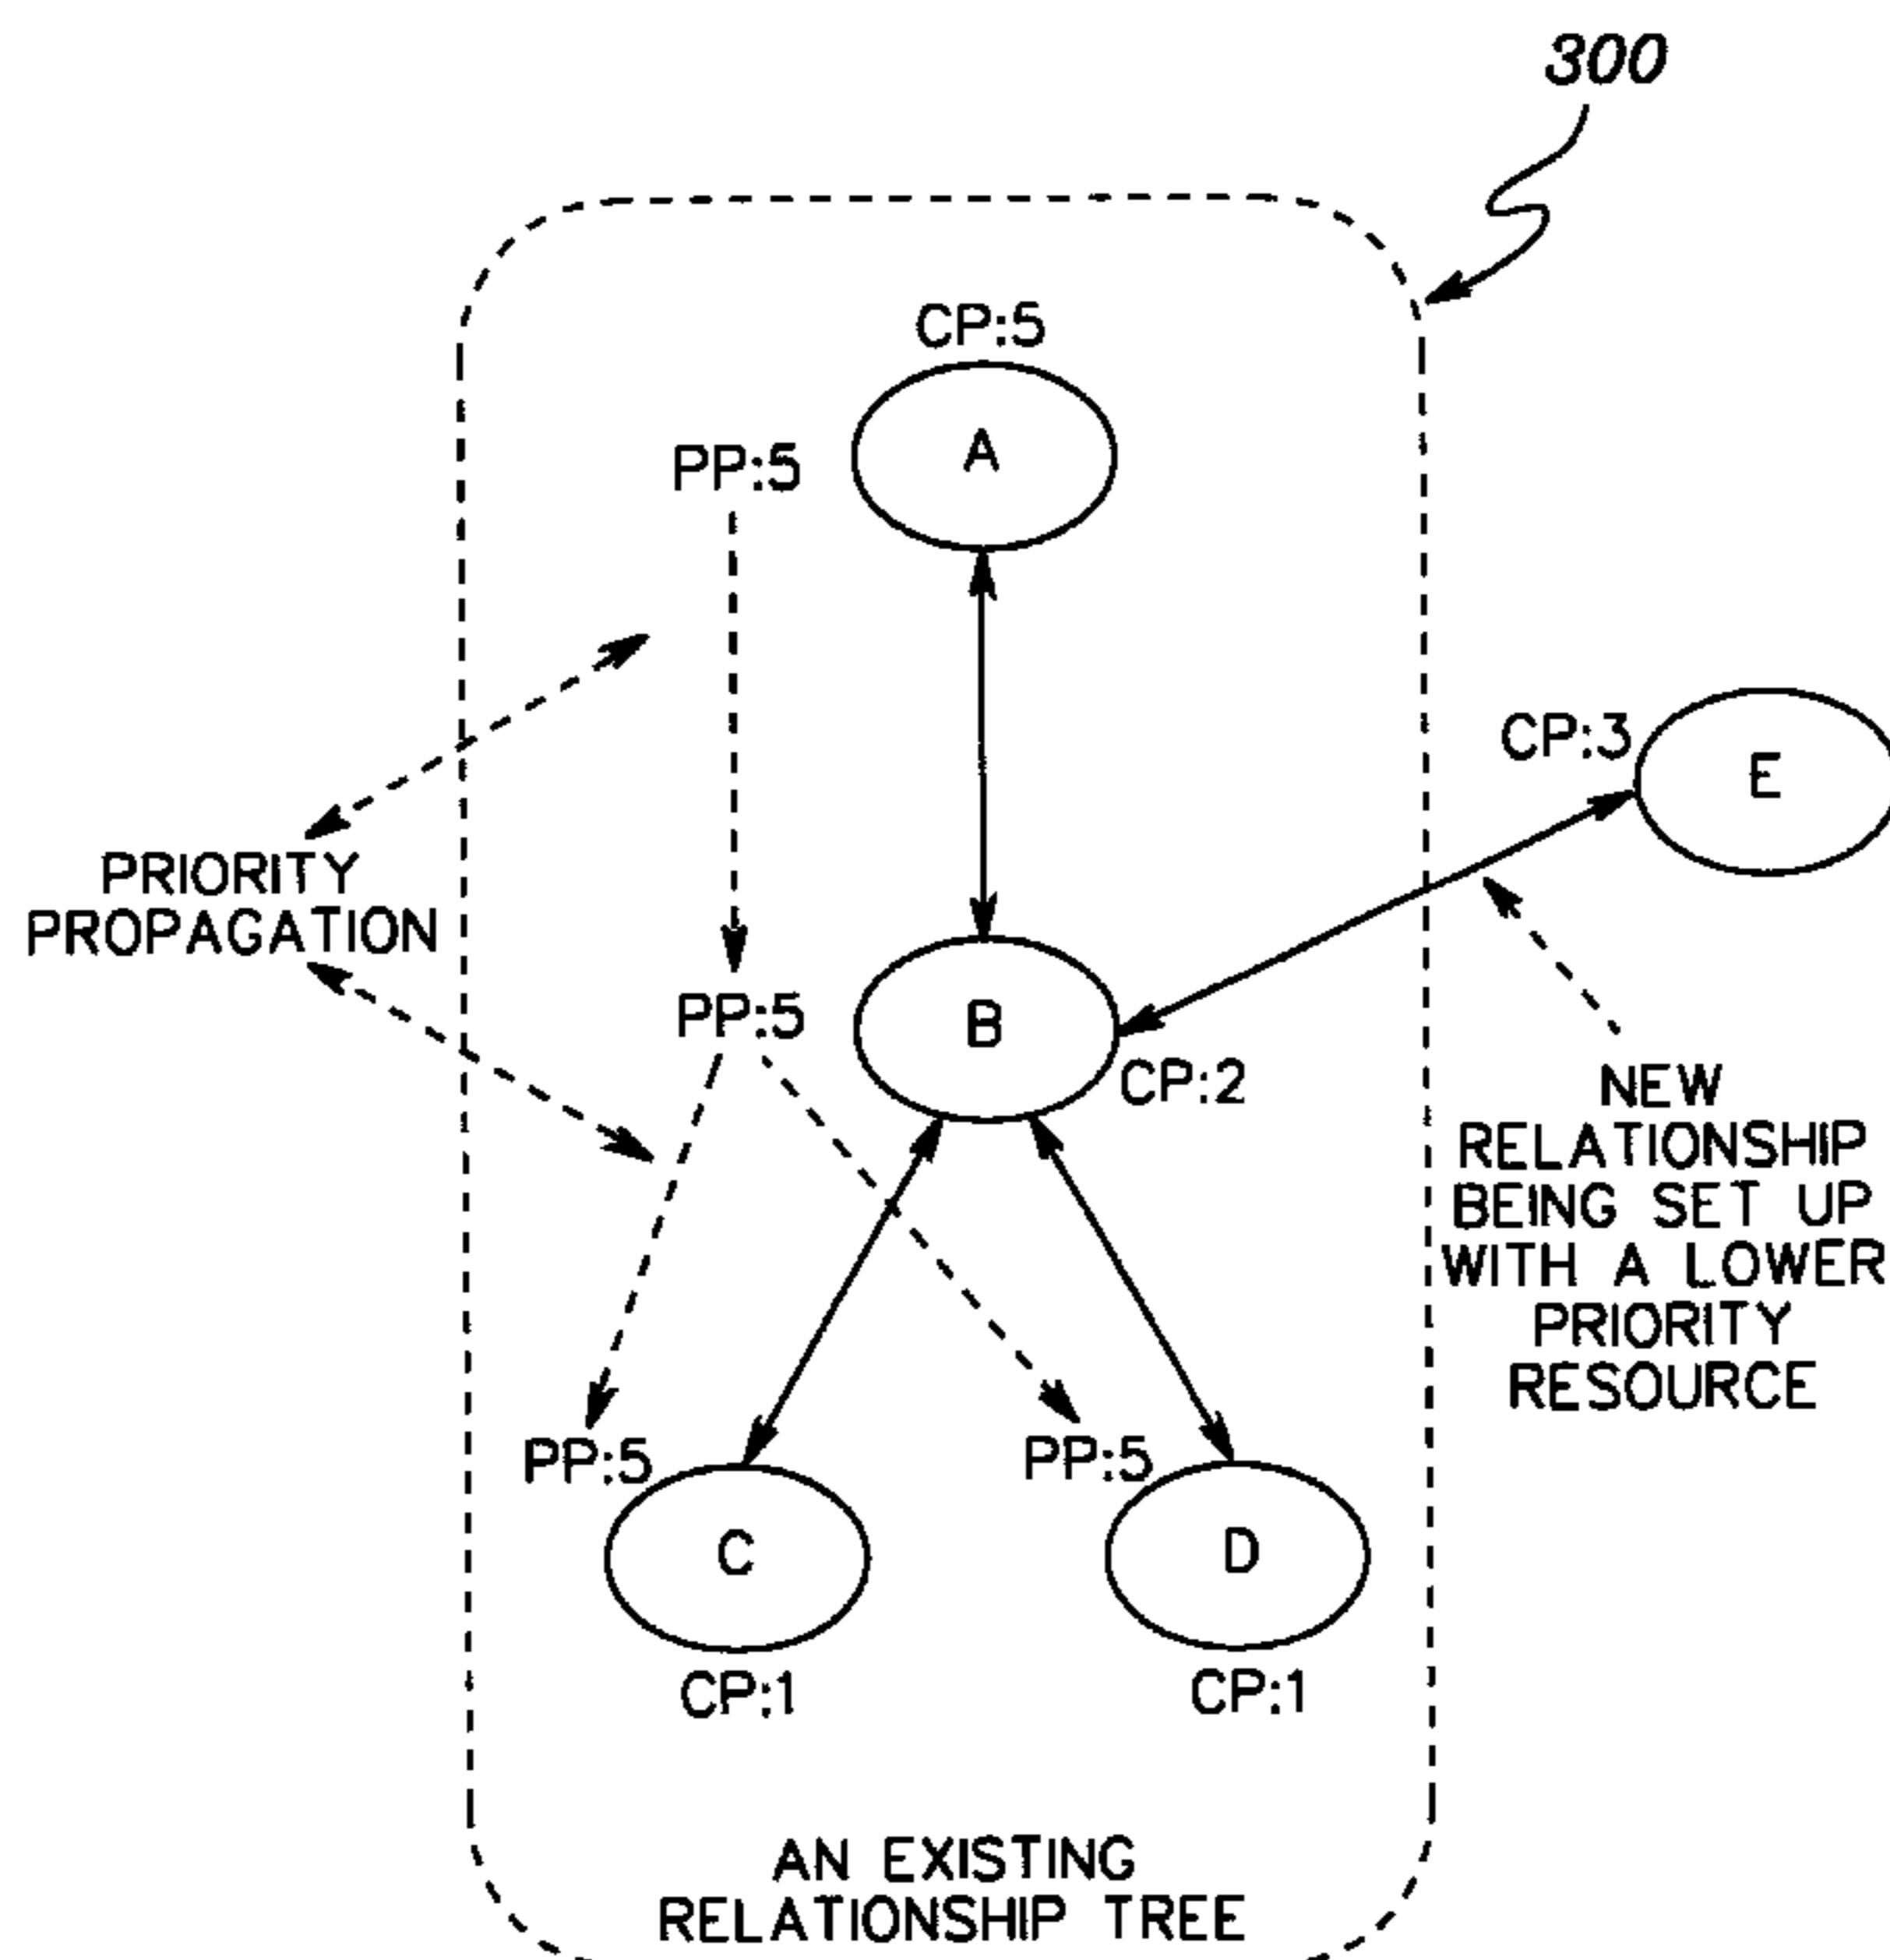 300
CP:5
A
PP:5
CP:3
E
PRIORITY
PROPAGATION
PP:5
B
CP:2
NEW
RELATIONSHIP
BEING SET UP
WITH A LOWER
PRIORITY
RESOURCE
PP:5
PP:5
C
D
CP:1
CP:1
AN EXISTING
RELATIONSHIP TREE